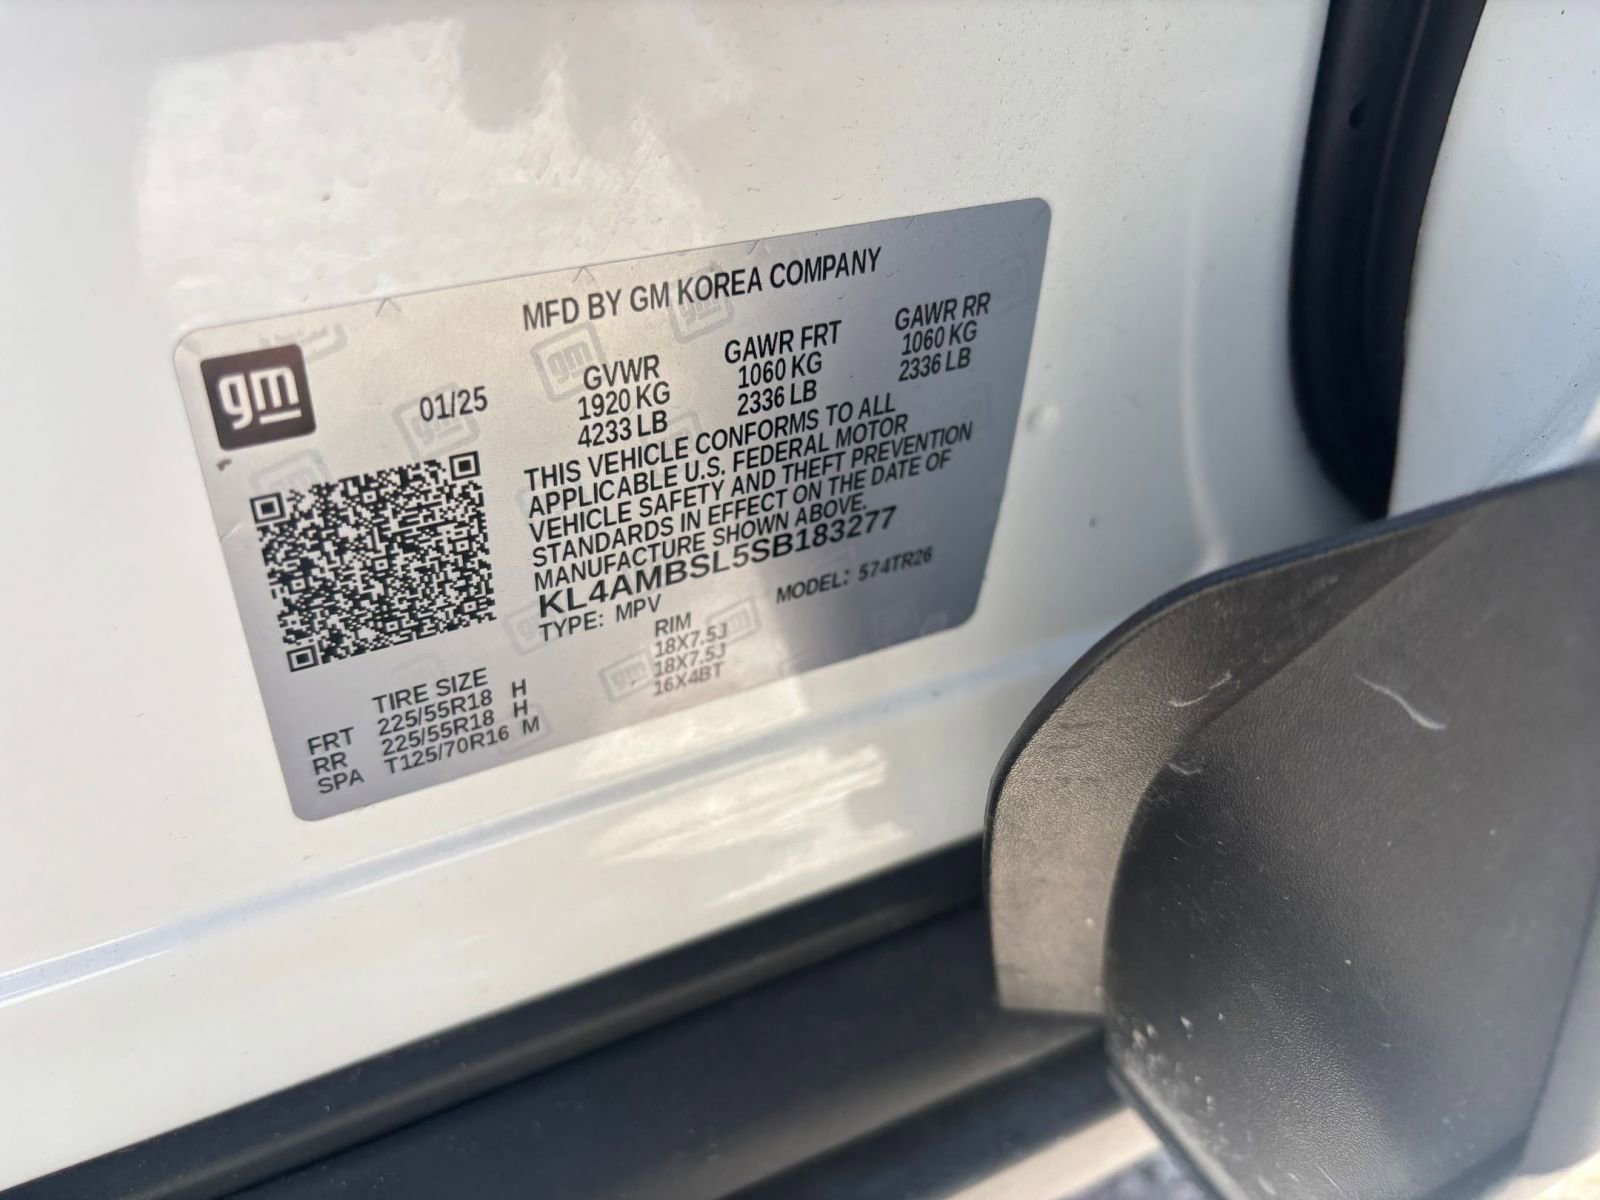 MFD BY GM KOREA COMPANY
gm
01/25
GVWR GAWR FRT GAWR RR
1920 KG 1060 KG 1060 KG
4233 LB 2336 LB 2336 LB
THIS VEHICLE CONFORMS TO ALL
APPLICABLE U.S. FEDERAL MOTOR
VEHICLE SAFETY AND THEFT PREVENTION
STANDARDS IN EFFECT ON THE DATE OF
MANUFACTURE SHOWN ABOVE.
KL4AMBSL5SB183277
TYPE: MPV MODEL: 574TR26
TIRE SIZE RIM
FRT 225/55R18 H 18X7.5J
RR 225/55R18 H 18X7.5J
SPA T125/70R16 M 16X4BT